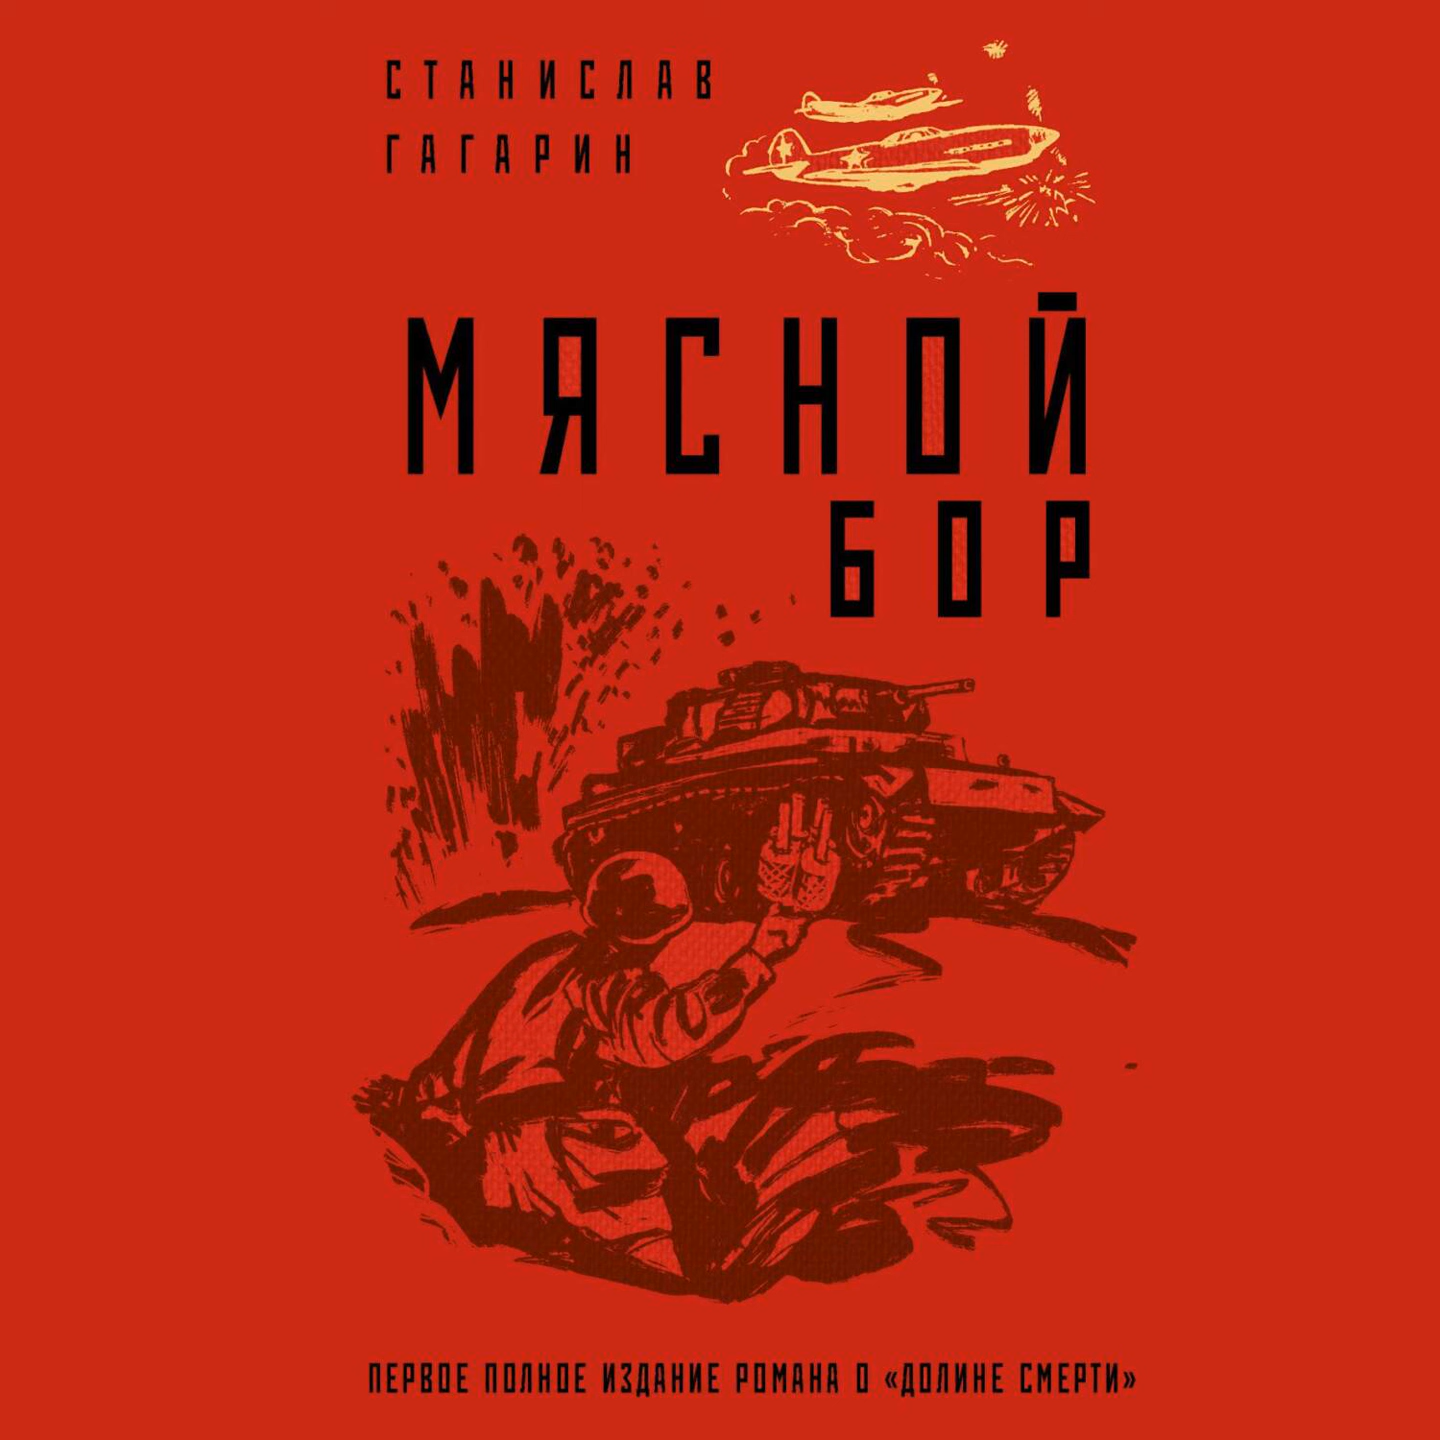 СТАНИСЛАВ
ГАГАРИН
МЯСНОЙ
БОР
ПЕРВОЕ ПОЛНОЕ ИЗДАНИЕ РОМАНА О «ДОЛИНЕ СМЕРТИ»